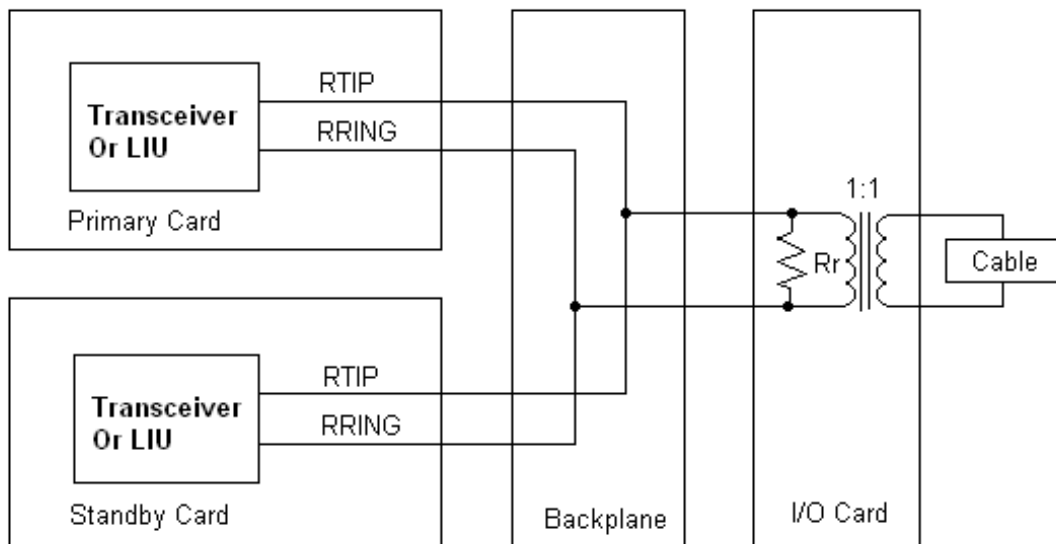 Transceiver
Or LIU
RTIP
RRING
Primary Card
Transceiver
Or LIU
RTIP
RRING
Standby Card
Backplane
1:1
Rr
I/O Card
Cable